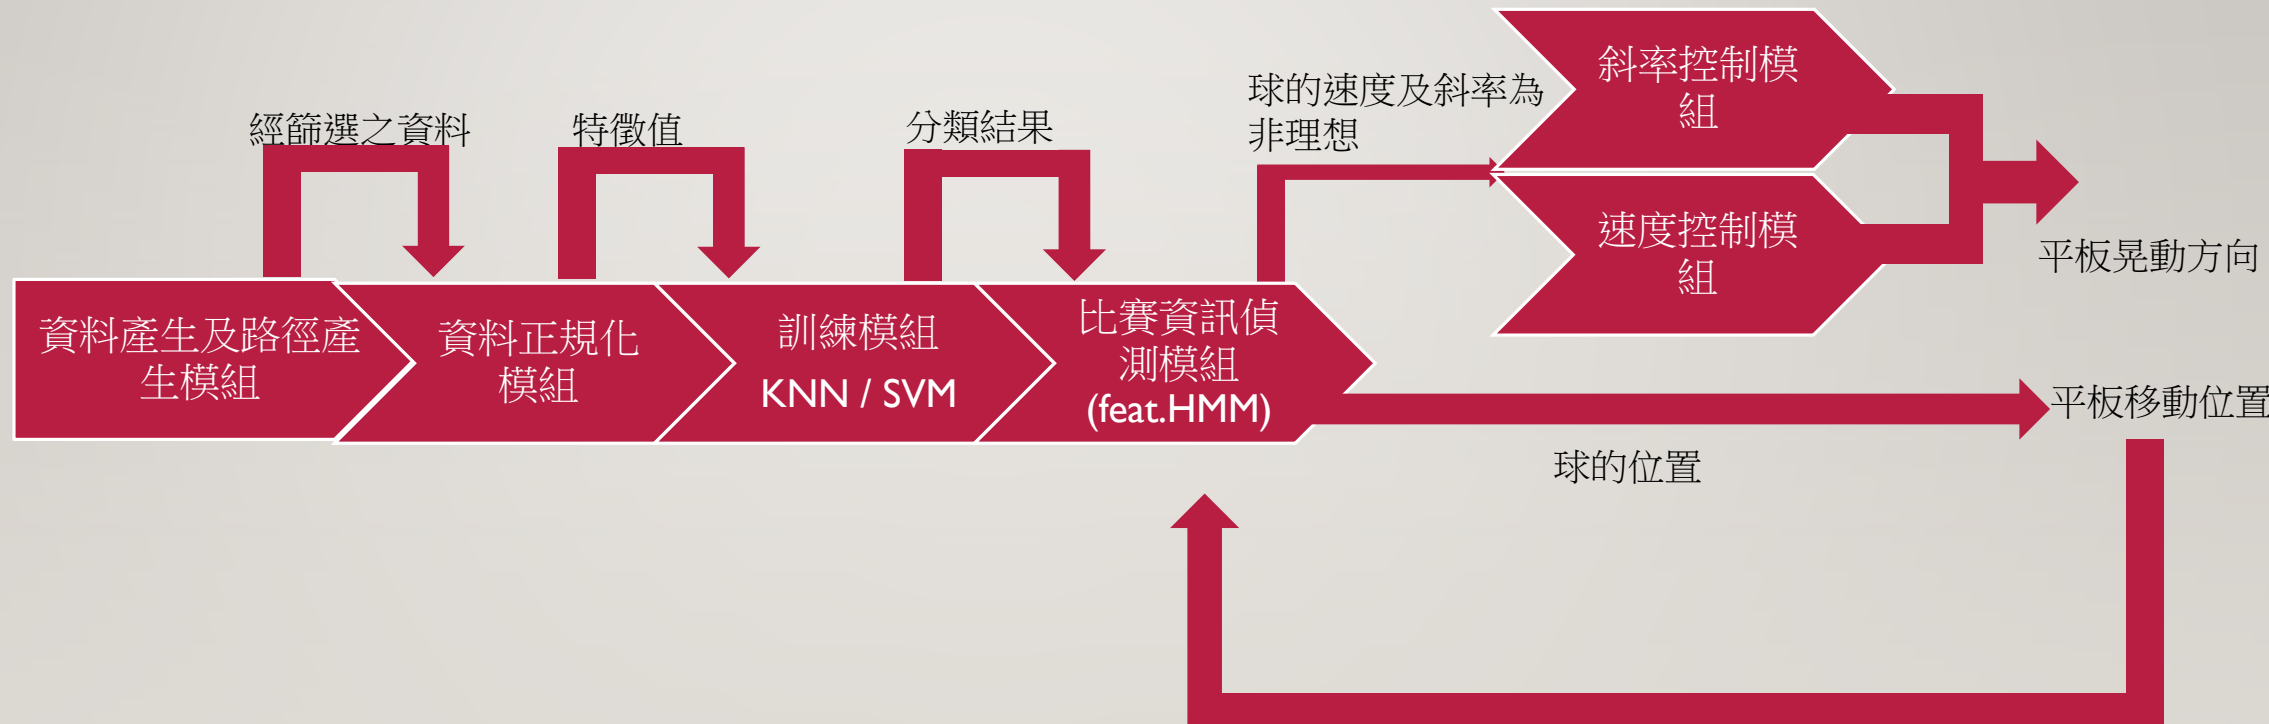 經篩選之資料
特徵值
分類結果
球的速度及斜率為
非理想
斜率控制模
組
速度控制模
組
平板晃動方向
資料產生及路徑產
生模組
資料正規化
模組
訓練模組
KNN / SVM
比賽資訊偵
測模組
(feat.HMM)
平板移動位置
球的位置